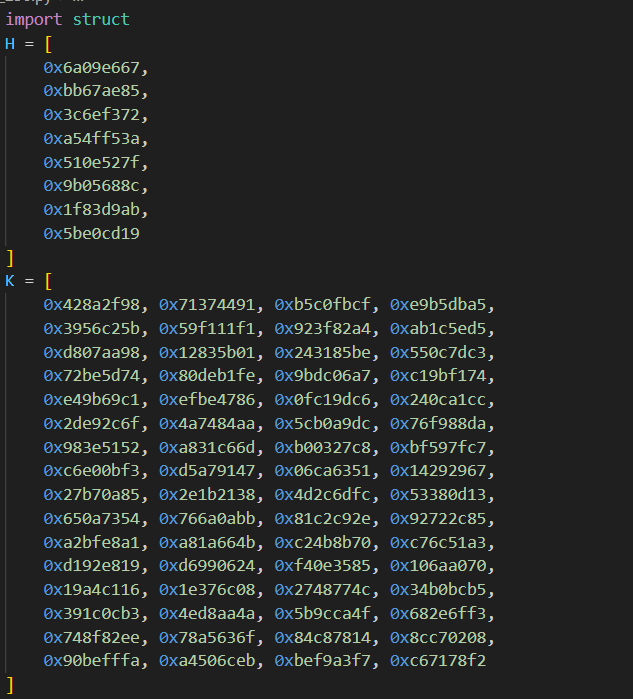 import struct
H = [
    0x6a09e667,
    0xbb67ae85,
    0x3c6ef372,
    0xa54ff53a,
    0x510e527f,
    0x9b05688c,
    0x1f83d9ab,
    0x5be0cd19
]
K = [
    0x428a2f98, 0x71374491, 0xb5c0fbcf, 0xe9b5dba5,
    0x3956c25b, 0x59f111f1, 0x923f82a4, 0xab1c5ed5,
    0xd807aa98, 0x12835b01, 0x243185be, 0x550c7dc3,
    0x72be5d74, 0x80deb1fe, 0x9bdc06a7, 0xc19bf174,
    0xe49b69c1, 0xefbe4786, 0x0fc19dc6, 0x240ca1cc,
    0x2de92c6f, 0x4a7484aa, 0x5cb0a9dc, 0x76f988da,
    0x983e5152, 0xa831c66d, 0xb00327c8, 0xbf597fc7,
    0xc6e00bf3, 0xd5a79147, 0x06ca6351, 0x14292967,
    0x27b70a85, 0x2e1b2138, 0x4d2c6dfc, 0x53380d13,
    0x650a7354, 0x766a0abb, 0x81c2c92e, 0x92722c85,
    0xa2bfe8a1, 0xa81a664b, 0xc24b8b70, 0xc76c51a3,
    0xd192e819, 0xd6990624, 0xf40e3585, 0x106aa070,
    0x19a4c116, 0x1e376c08, 0x2748774c, 0x34b0bcb5,
    0x391c0cb3, 0x4ed8aa4a, 0x5b9cca4f, 0x682e6ff3,
    0x748f82ee, 0x78a5636f, 0x84c87814, 0x8cc70208,
    0x90befffa, 0xa4506ceb, 0xbef9a3f7, 0xc67178f2
]